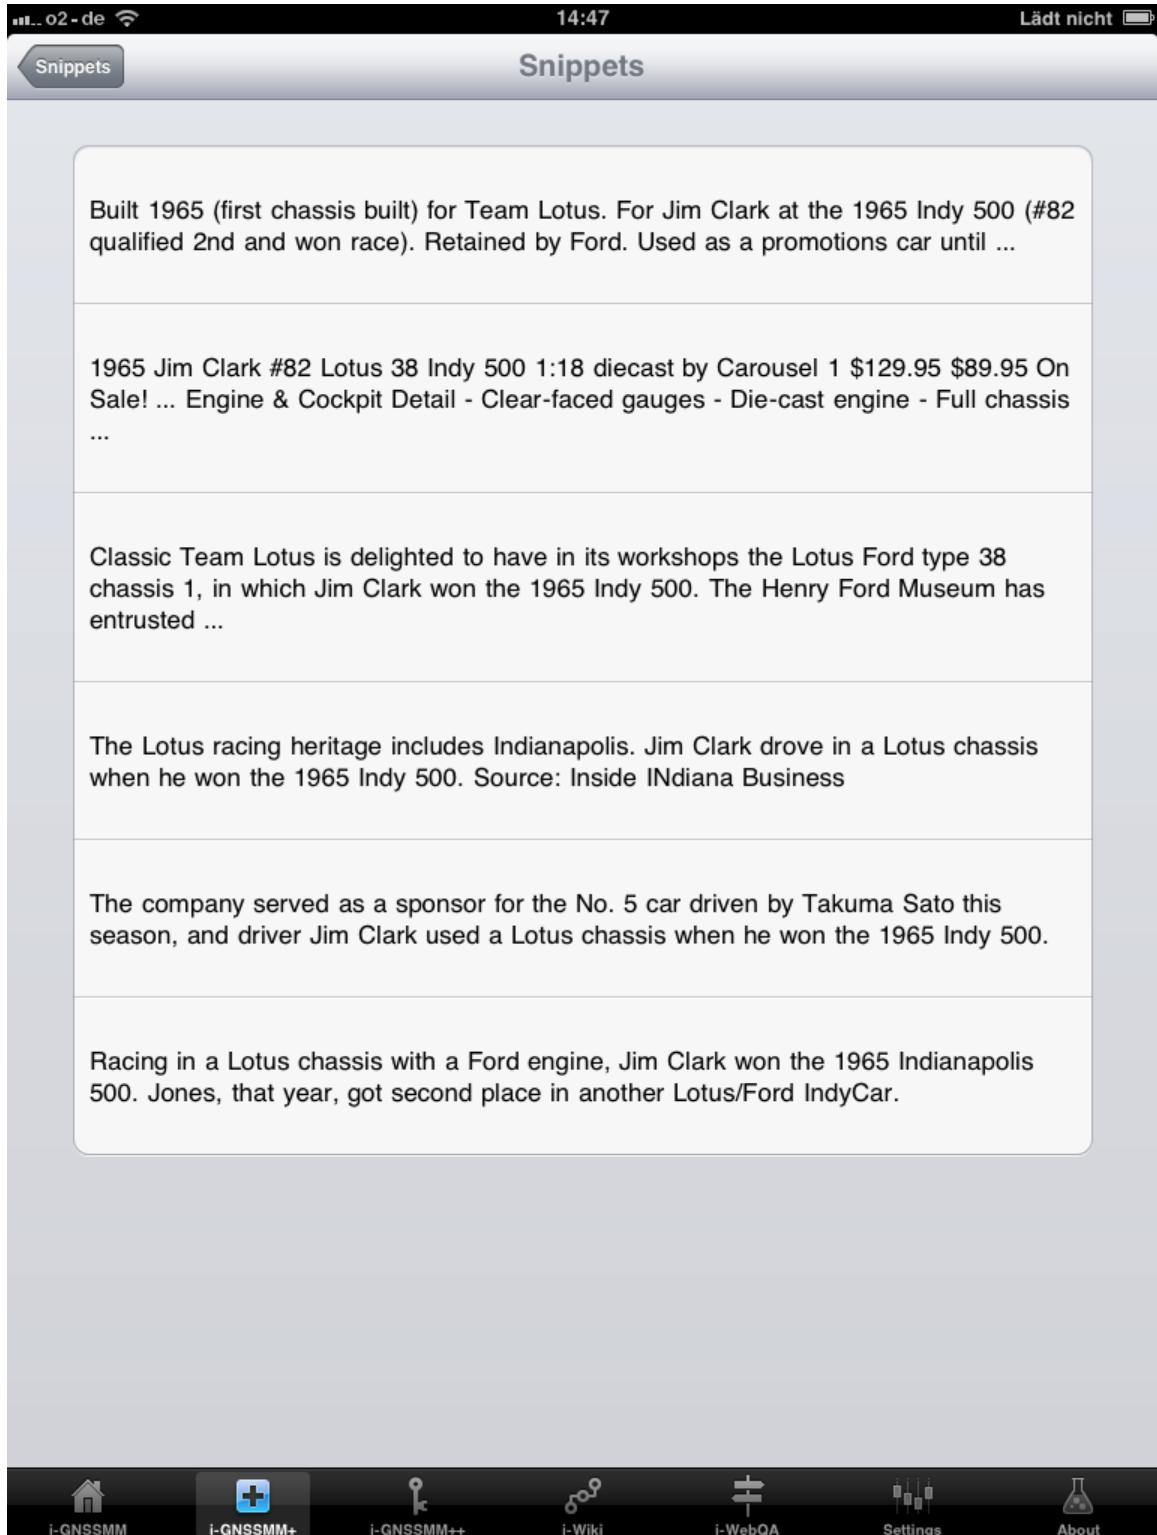 o2-de 14:47 Lädt nicht
Snippets Snippets
Built 1965 (first chassis built) for Team Lotus. For Jim Clark at the 1965 Indy 500 (#82
qualified 2nd and won race). Retained by Ford. Used as a promotions car until ...
1965 Jim Clark #82 Lotus 38 Indy 500 1:18 diecast by Carousel 1 $129.95 $89.95 On
Sale! ... Engine & Cockpit Detail - Clear-faced gauges - Die-cast engine - Full chassis
...
Classic Team Lotus is delighted to have in its workshops the Lotus Ford type 38
chassis 1, in which Jim Clark won the 1965 Indy 500. The Henry Ford Museum has
entrusted ...
The Lotus racing heritage includes Indianapolis. Jim Clark drove in a Lotus chassis
when he won the 1965 Indy 500. Source: Inside INdiana Business
The company served as a sponsor for the No. 5 car driven by Takuma Sato this
season, and driver Jim Clark used a Lotus chassis when he won the 1965 Indy 500.
Racing in a Lotus chassis with a Ford engine, Jim Clark won the 1965 Indianapolis
500. Jones, that year, got second place in another Lotus/Ford IndyCar.
i-GNSSMM i-GNSSMM+ i-GNSSMM++ i-Wiki i-WebQA Settings About